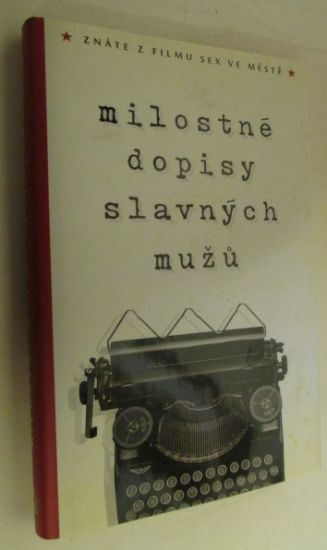 ★ ZNÁTE Z FILMU SEX VE MĚSTĚ ★
milostné
dopisy
slavných
mužů